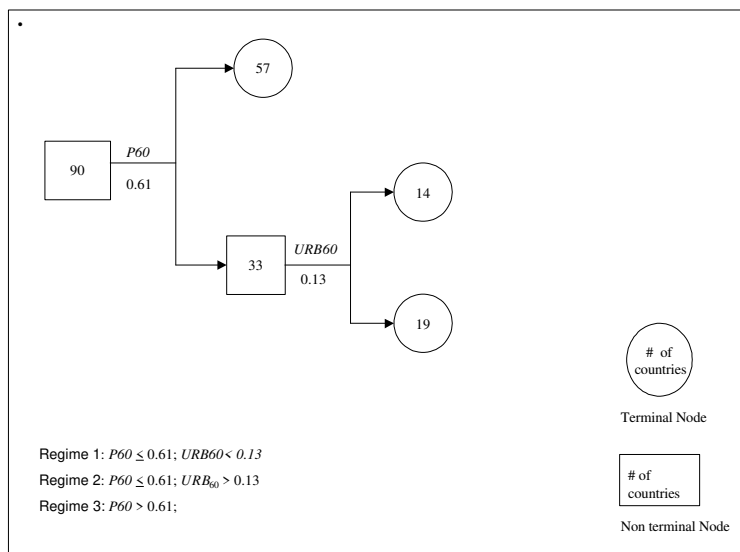 57
P60
90
0.61
14
URB60
33
0.13
19
# of
countries
Terminal Node
Regime 1: P60 ≤ 0.61; URB60< 0.13
Regime 2: P60 ≤ 0.61; URB₆₀ > 0.13
Regime 3: P60 > 0.61;
# of
countries
Non terminal Node